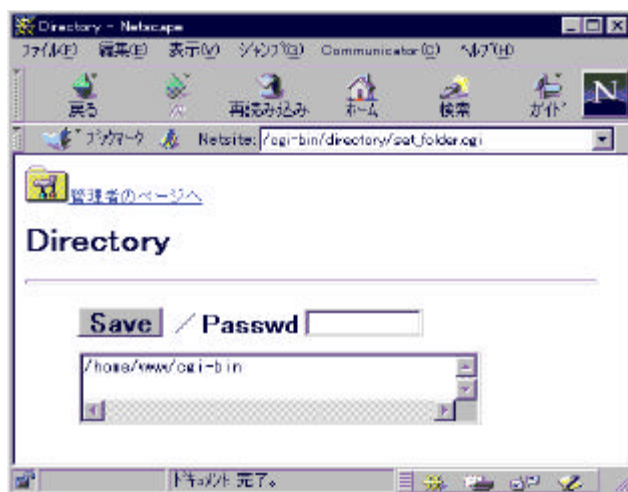 Directory - Netscape
ファイル(F) 編集(E) 表示(V) ジャンプ(G) Communicator(C) ヘルプ(H)
戻る 再読み込み ホーム 検索 ガイド N
ブックマーク Netsite: /cgi-bin/directory/set_folder.cgi
管理者のページへ
Directory
Save / Passwd
/home/www/cgi-bin
ドキュメント 完了。